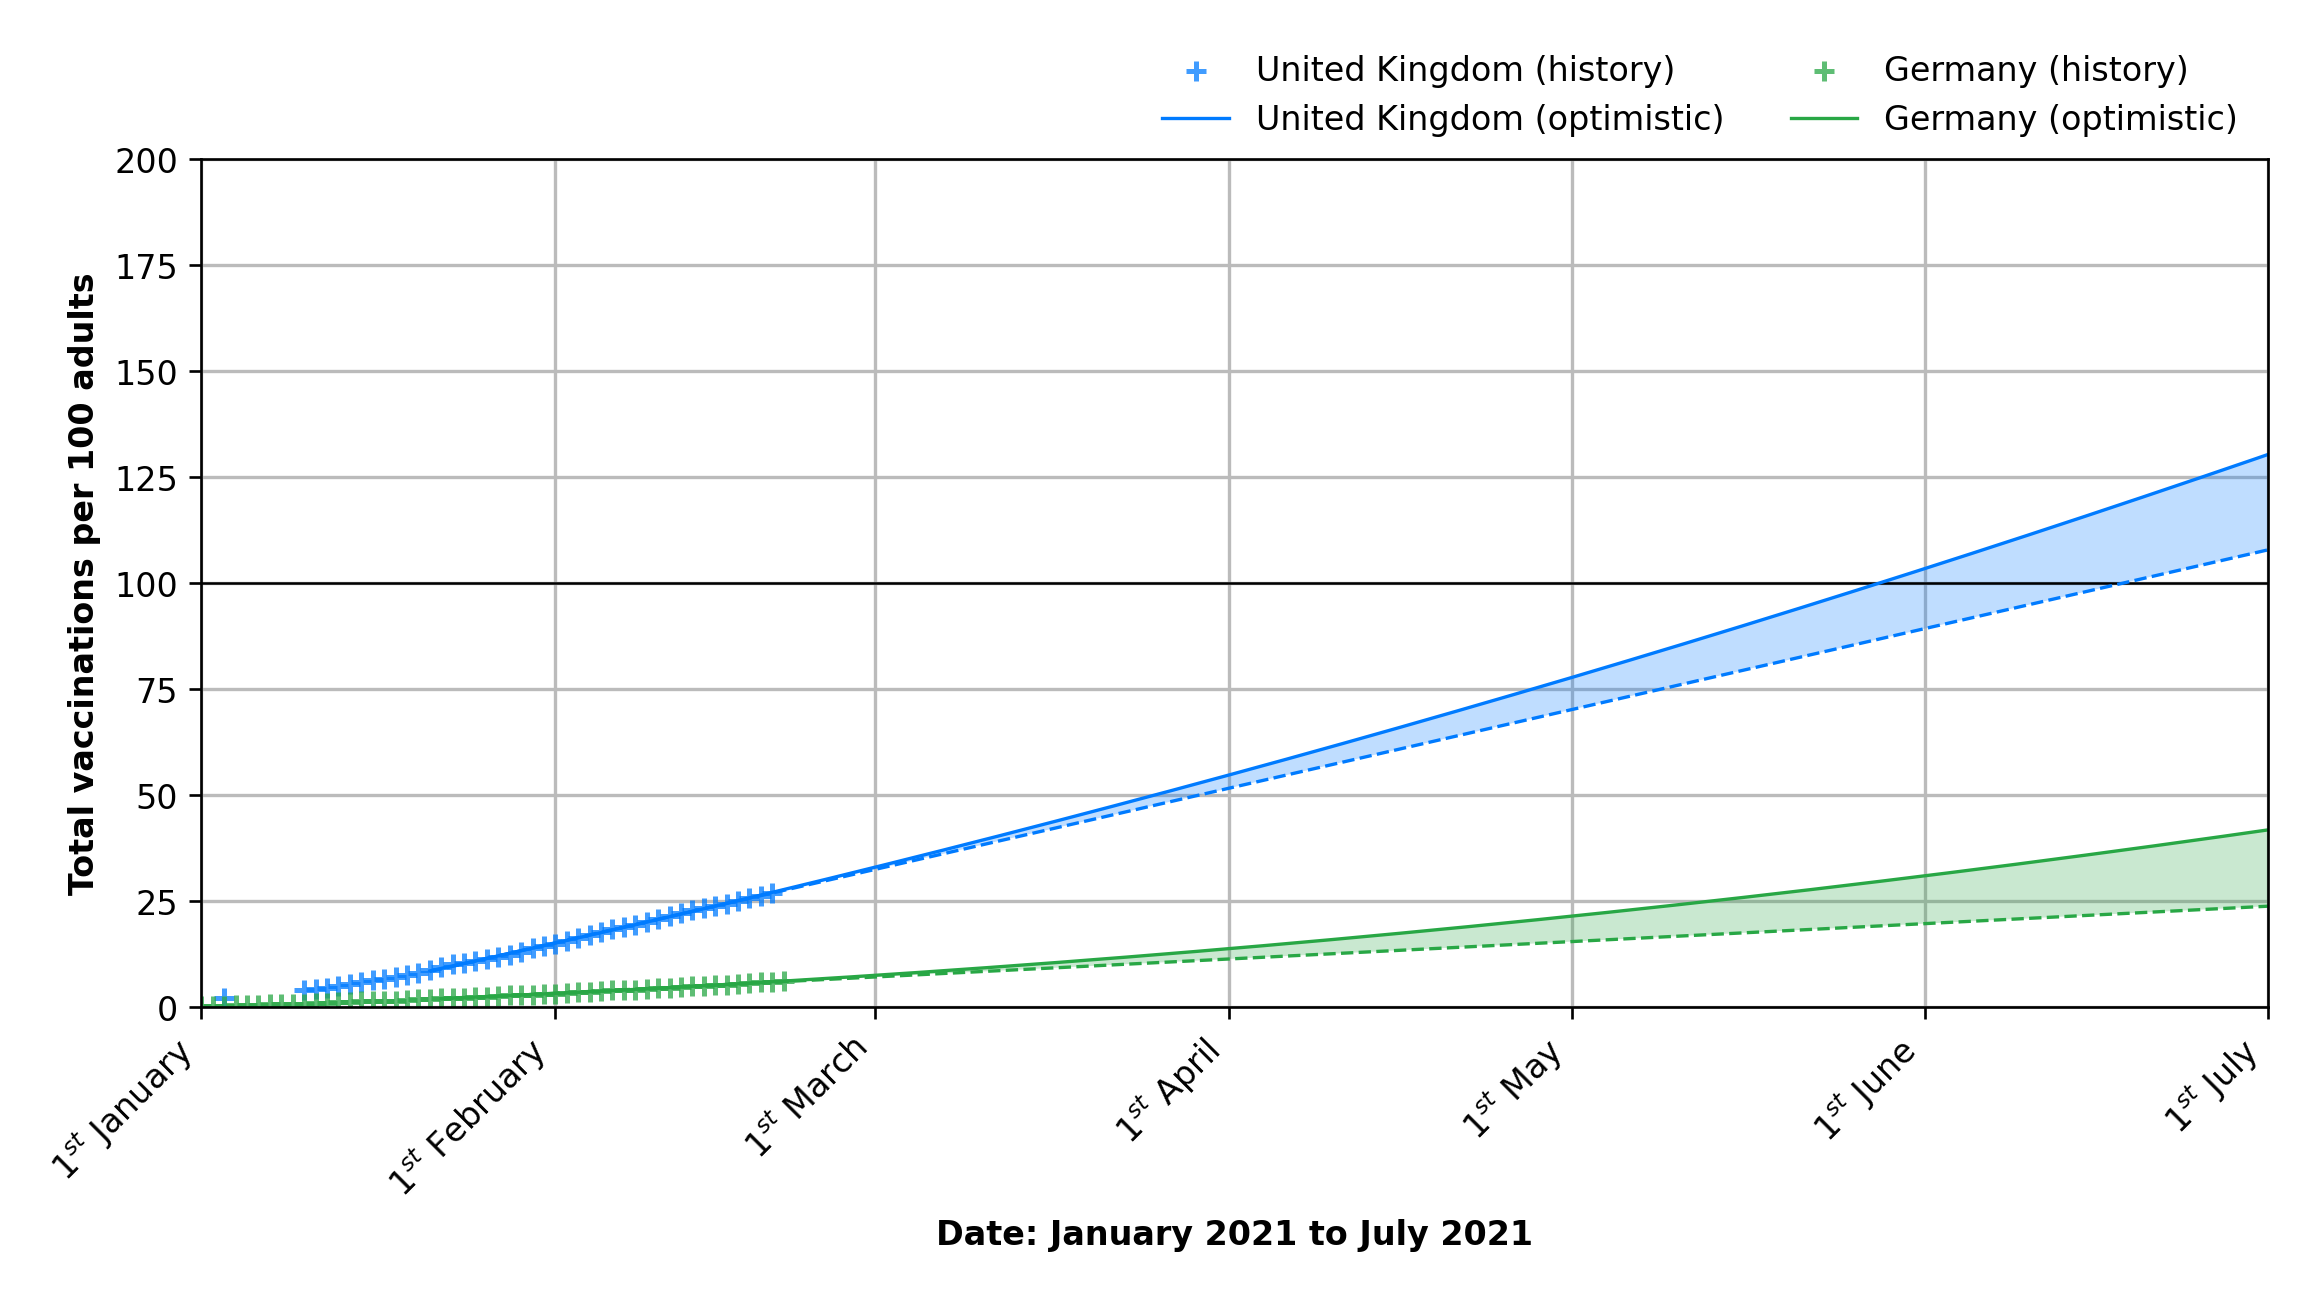 United Kingdom (history)
United Kingdom (optimistic)
Germany (history)
Germany (optimistic)
Total vaccinations per 100 adults
200
175
150
125
100
75
50
25
0
1st January
1st February
1st March
1st April
1st May
1st June
1st July
Date: January 2021 to July 2021